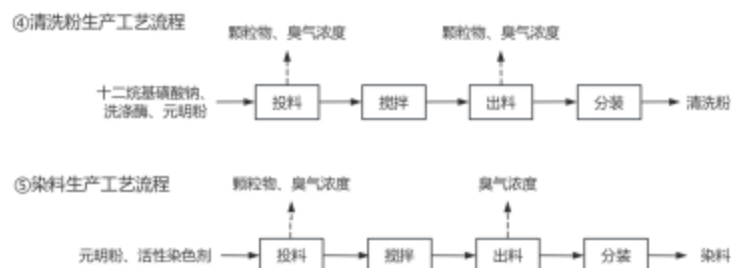 ④清洗粉生产工艺流程
颗粒物、臭气浓度
颗粒物、臭气浓度
十二烷基磺酸钠、
洗涤酶、元明粉
投料
搅拌
出料
分装
清洗粉
⑤染料生产工艺流程
颗粒物、臭气浓度
臭气浓度
元明粉、活性染色剂
投料
搅拌
出料
分装
染料